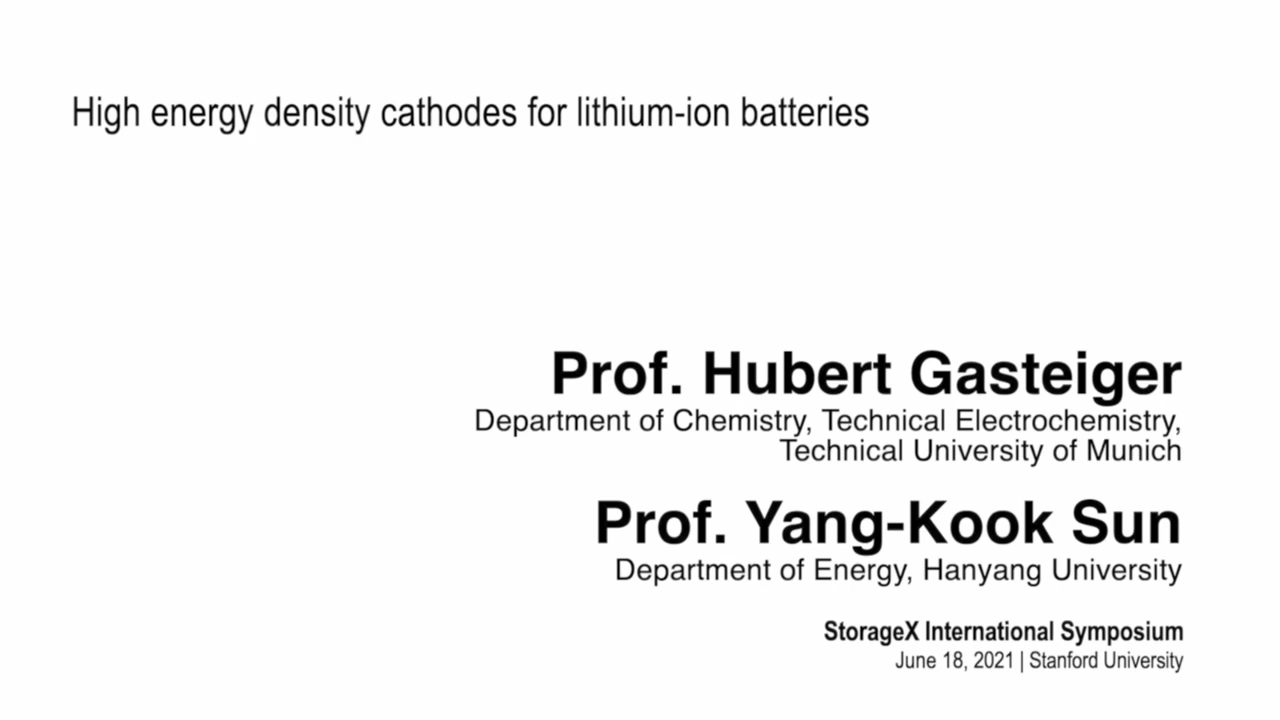 High energy density cathodes for lithium-ion batteries
Prof. Hubert Gasteiger
Department of Chemistry, Technical Electrochemistry,
Technical University of Munich
Prof. Yang-Kook Sun
Department of Energy, Hanyang University
StorageX International Symposium
June 18, 2021 | Stanford University